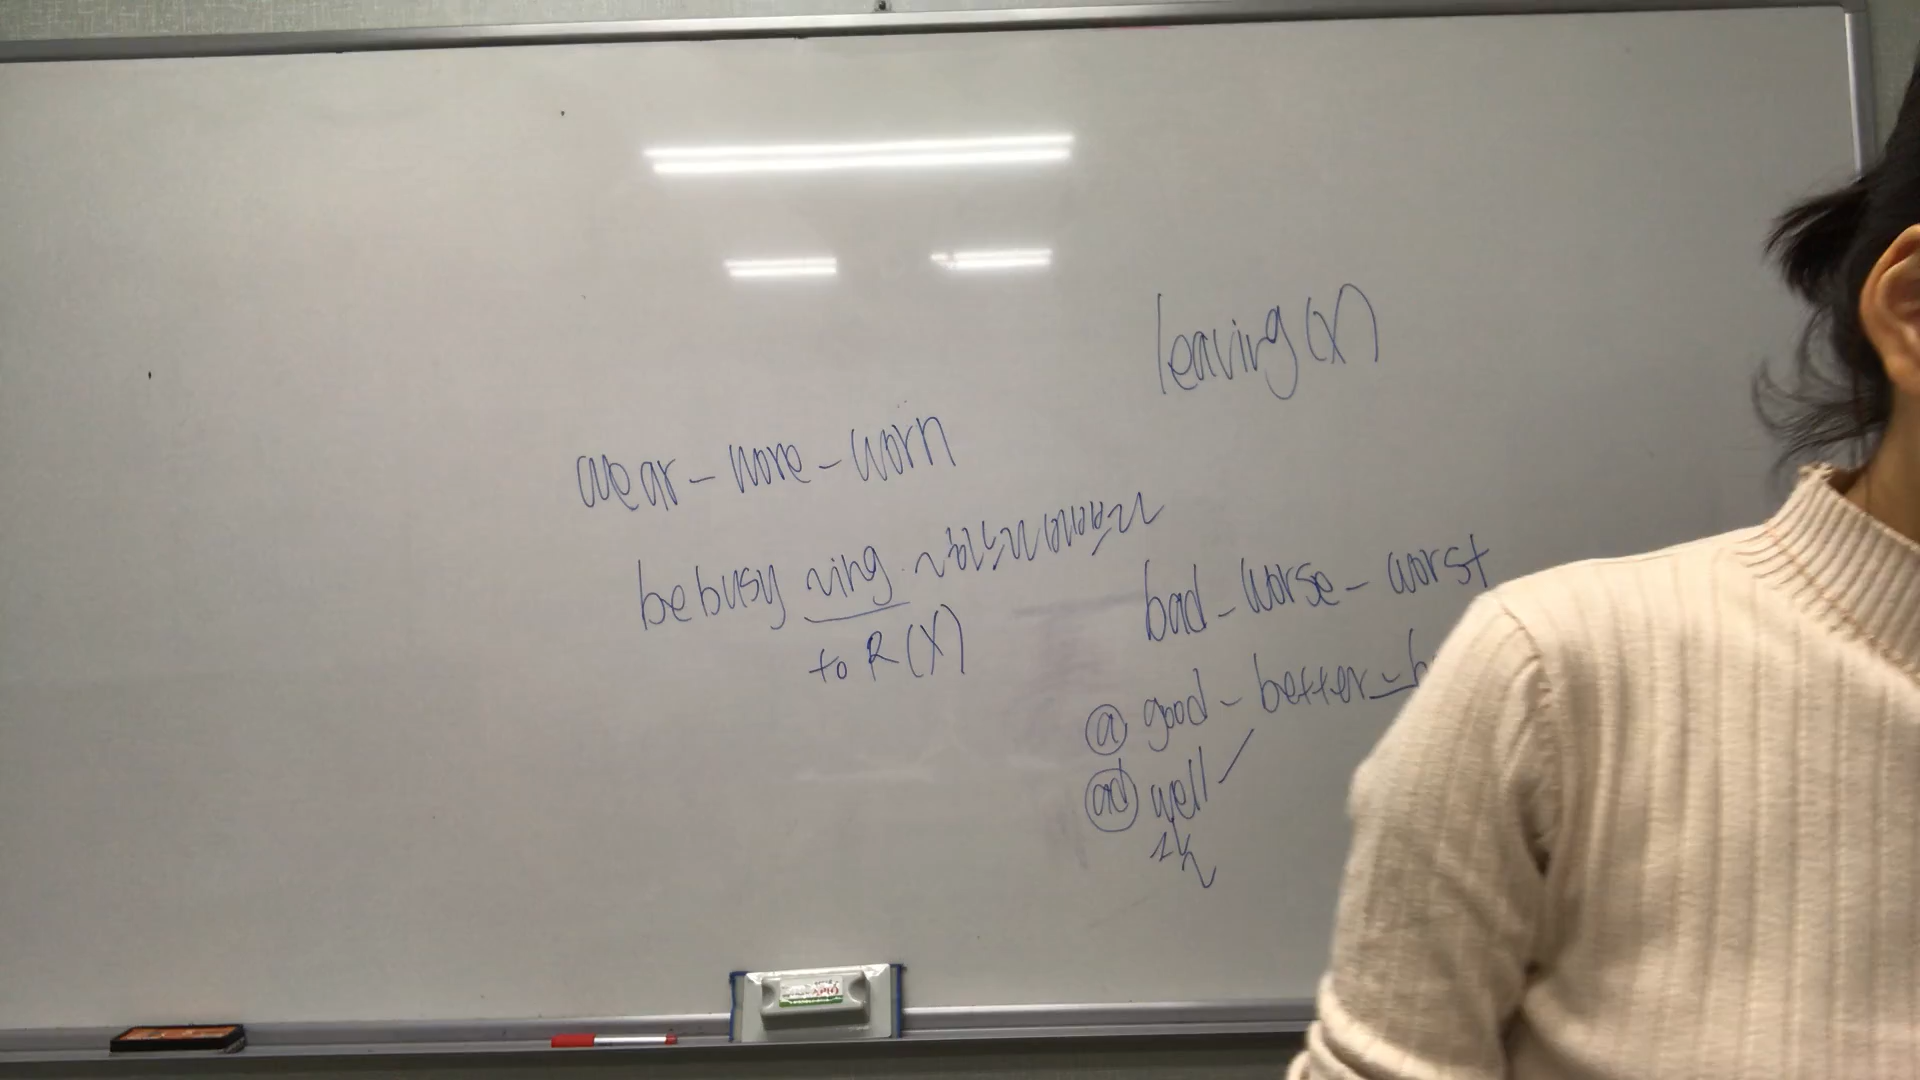 leaving (X)
wear - wore - worn
be busy ~ing ~하느라 바쁘다
to R (X)
bad - worse - worst
ⓐ good - better - b
ad well -
잘